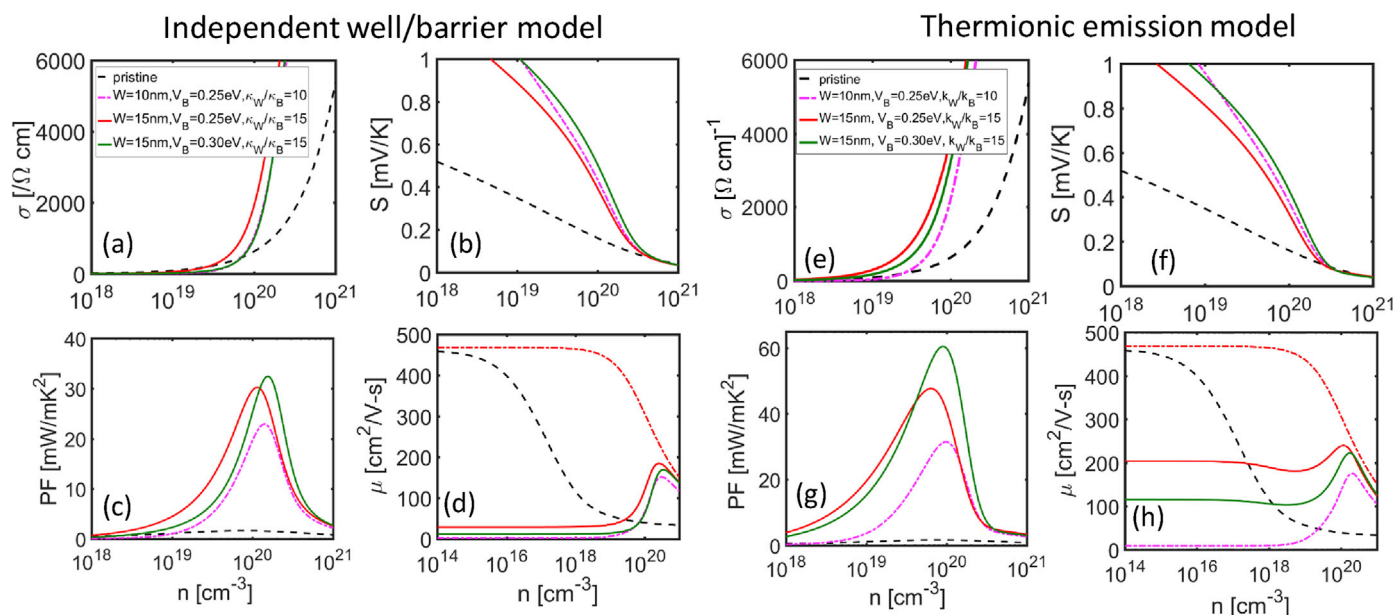 Independent well/barrier model
Thermionic emission model
6000
4000
2000
0
σ [/Ω cm]
pristine
W=10nm,V_B=0.25eV,κ_W/κ_B=10
W=15nm,V_B=0.25eV,κ_W/κ_B=15
W=15nm,V_B=0.30eV,κ_W/κ_B=15
(a)
10^18 10^19 10^20 10^21
1
0.8
0.6
0.4
0.2
0
S [mV/K]
(b)
10^18 10^19 10^20 10^21
6000
4000
2000
0
σ [Ω cm]^-1
pristine
W=10nm,V_B=0.25eV,k_W/k_B=10
W=15nm, V_B=0.25eV,k_W/k_B=15
W=15nm, V_B=0.30eV, k_W/k_B=15
(e)
10^18 10^19 10^20 10^21
1
0.8
0.6
0.4
0.2
0
S [mV/K]
(f)
10^18 10^19 10^20 10^21
40
30
20
10
0
PF [mW/mK^2]
(c)
10^18 10^19 10^20 10^21
n [cm^-3]
500
400
300
200
100
0
μ [cm^2/V-s]
(d)
10^14 10^16 10^18 10^20
n [cm^-3]
60
40
20
0
PF [mW/mK^2]
(g)
10^18 10^19 10^20 10^21
n [cm^-3]
500
400
300
200
100
0
μ [cm^2/V-s]
(h)
10^14 10^16 10^18 10^20
n [cm^-3]